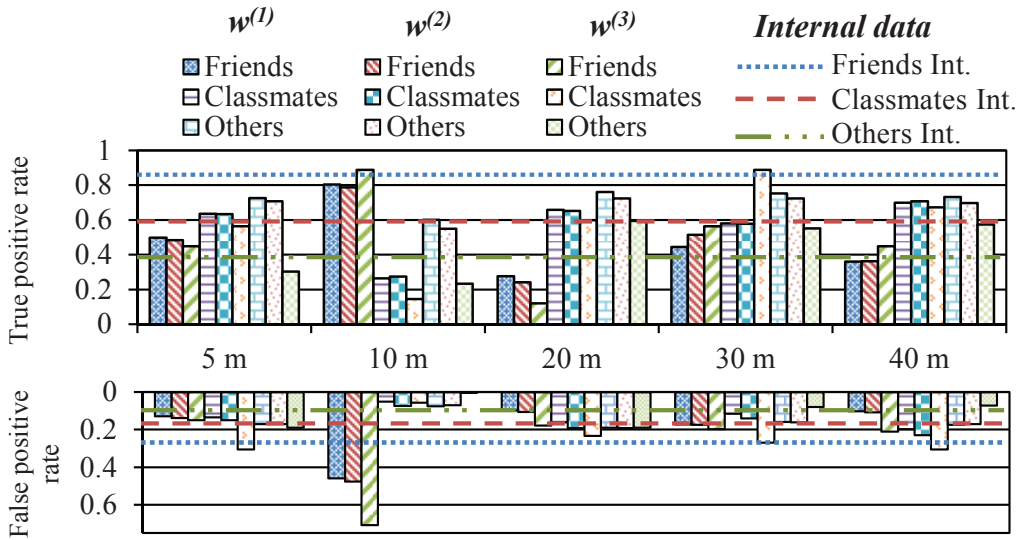 w(1) w(2) w(3) Internal data
Friends Friends Friends Friends Int.
Classmates Classmates Classmates Classmates Int.
Others Others Others Others Int.
True positive rate
1
0.8
0.6
0.4
0.2
0
5 m 10 m 20 m 30 m 40 m
False positive
rate
0
0.2
0.4
0.6